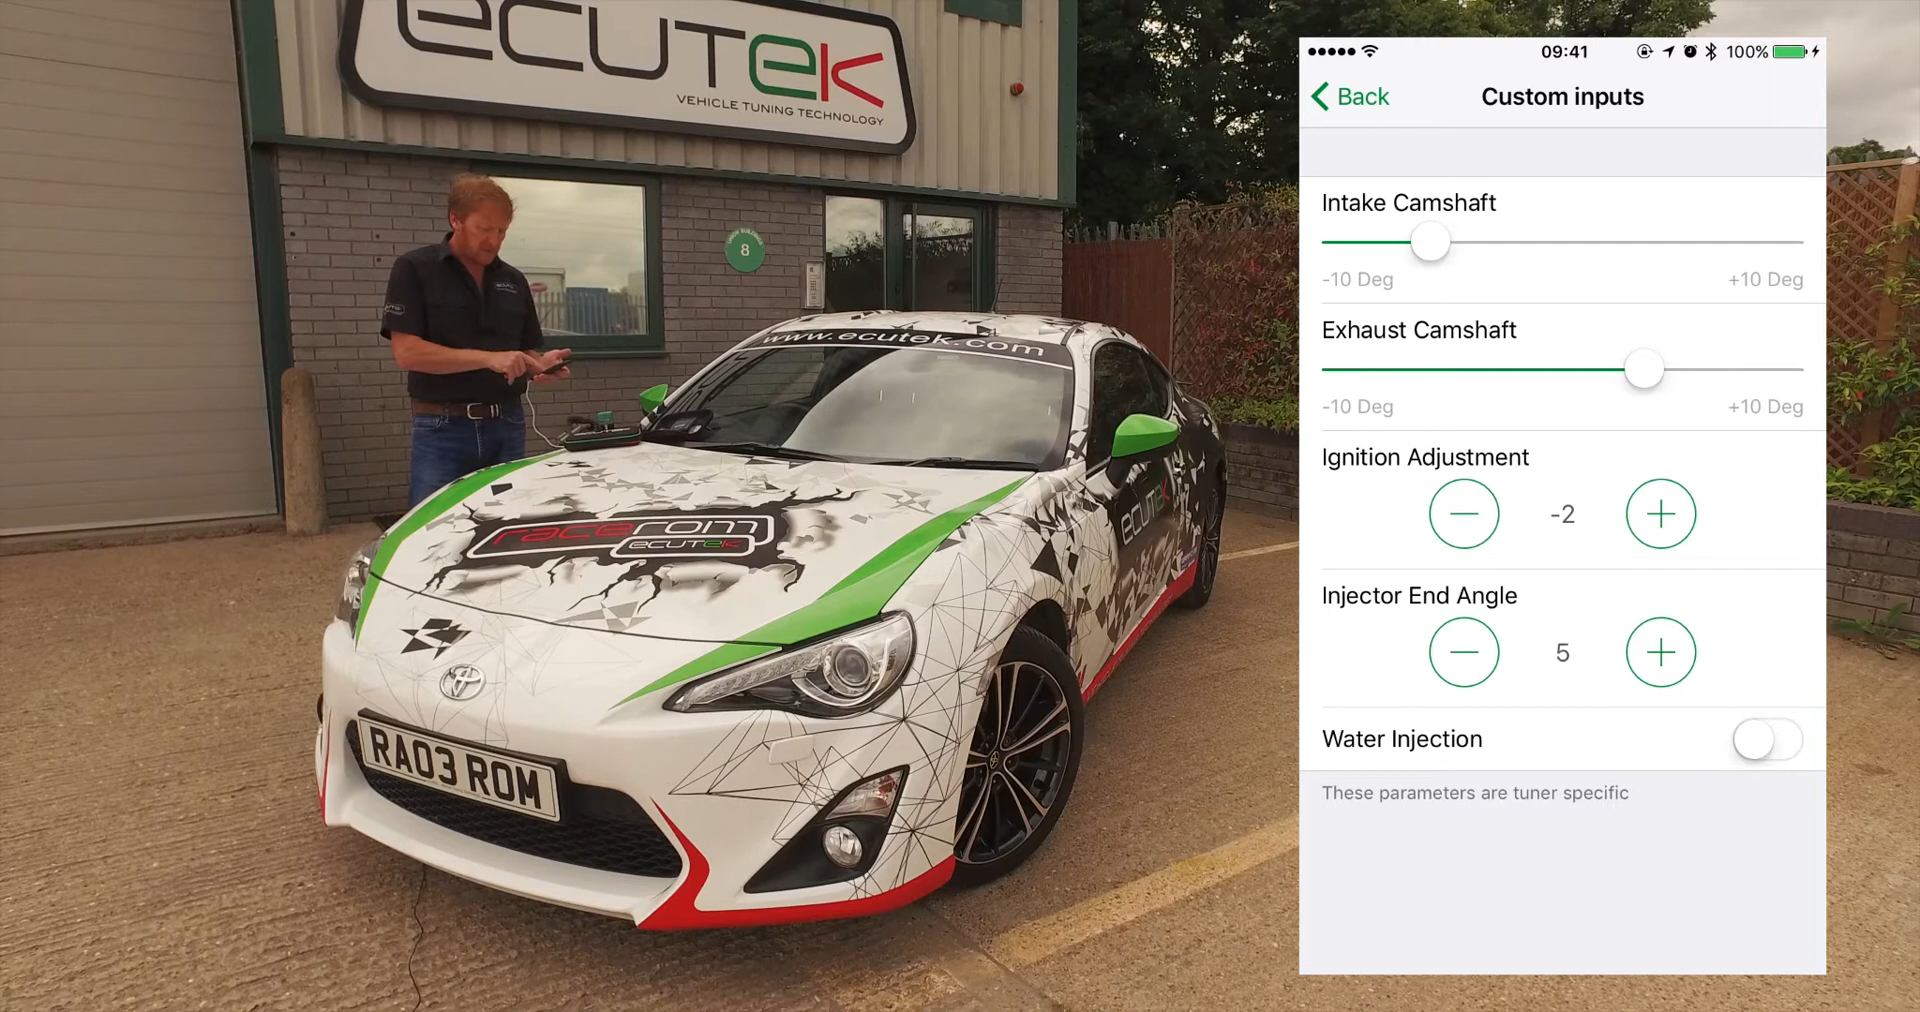 ecutek
VEHICLE TUNING TECHNOLOGY
8
www.ecutek.com
racerom
ecutek
ecutek
RA03 ROM
09:41
100%
Back
Custom inputs
Intake Camshaft
-10 Deg
+10 Deg
Exhaust Camshaft
-10 Deg
+10 Deg
Ignition Adjustment
-2
Injector End Angle
5
Water Injection
These parameters are tuner specific